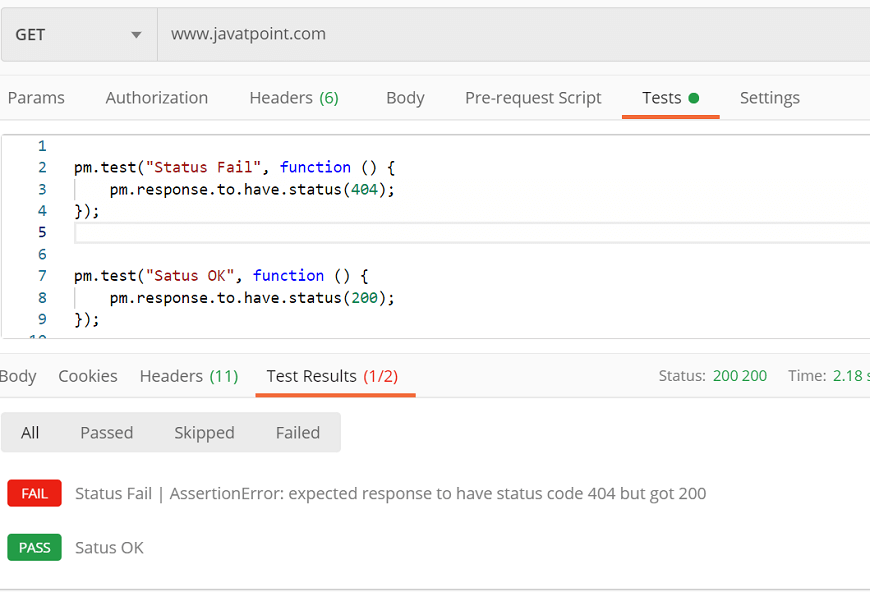 GET www.javatpoint.com
Params Authorization Headers (6) Body Pre-request Script Tests Settings
1
2 pm.test("Status Fail", function () {
3 pm.response.to.have.status(404);
4 });
5
6
7 pm.test("Satus OK", function () {
8 pm.response.to.have.status(200);
9 });
10
Body Cookies Headers (11) Test Results (1/2) Status: 200 200 Time: 2.18 s
All Passed Skipped Failed
FAIL Status Fail | AssertionError: expected response to have status code 404 but got 200
PASS Satus OK